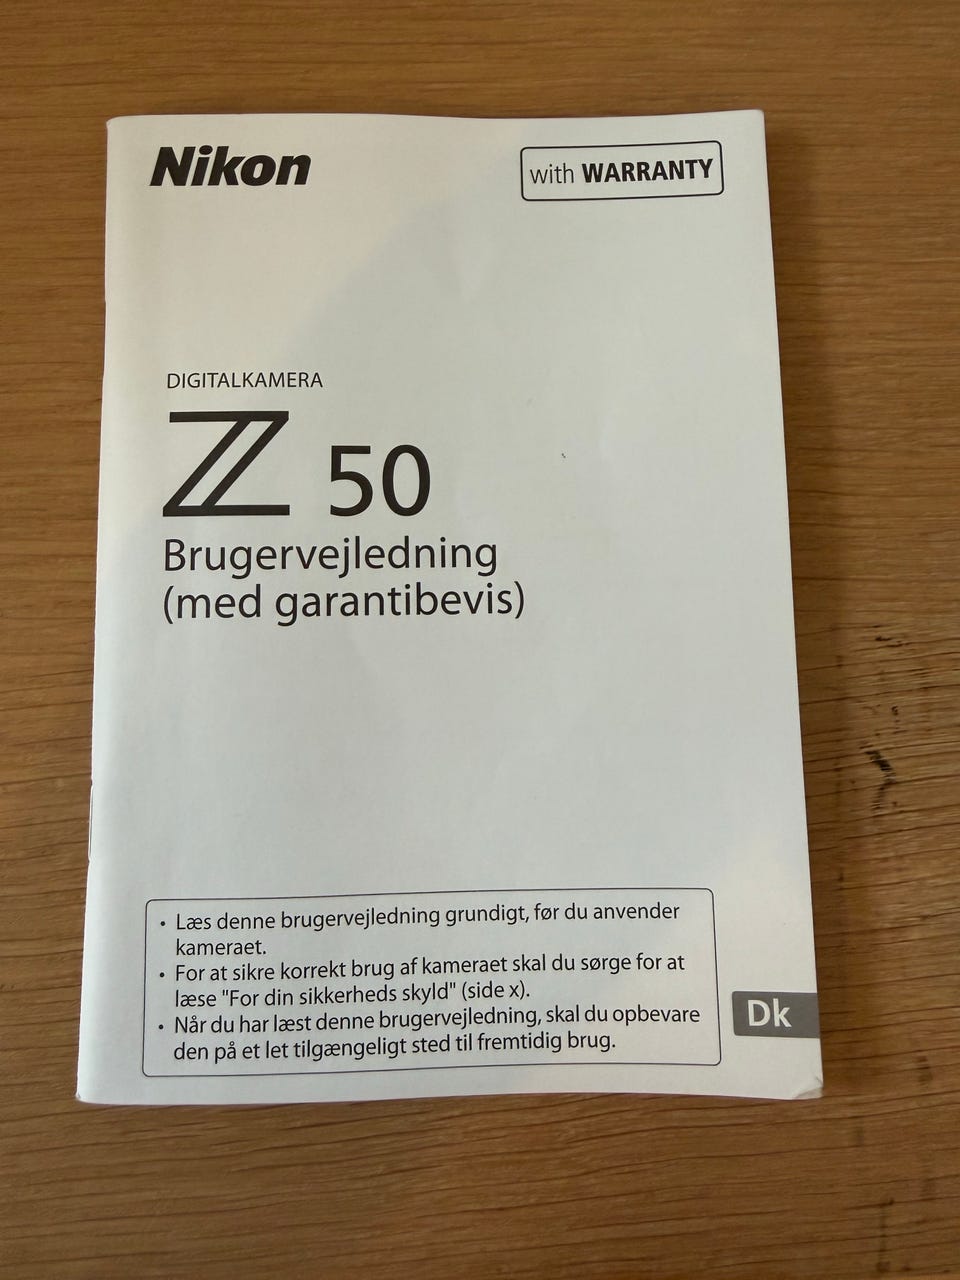 Nikon
with WARRANTY
DIGITALKAMERA
Z 50
Brugervejledning
(med garantibevis)
• Læs denne brugervejledning grundigt, før du anvender
kameraet.
• For at sikre korrekt brug af kameraet skal du sørge for at
læse "For din sikkerheds skyld" (side x).
• Når du har læst denne brugervejledning, skal du opbevare
den på et let tilgængeligt sted til fremtidig brug.
Dk